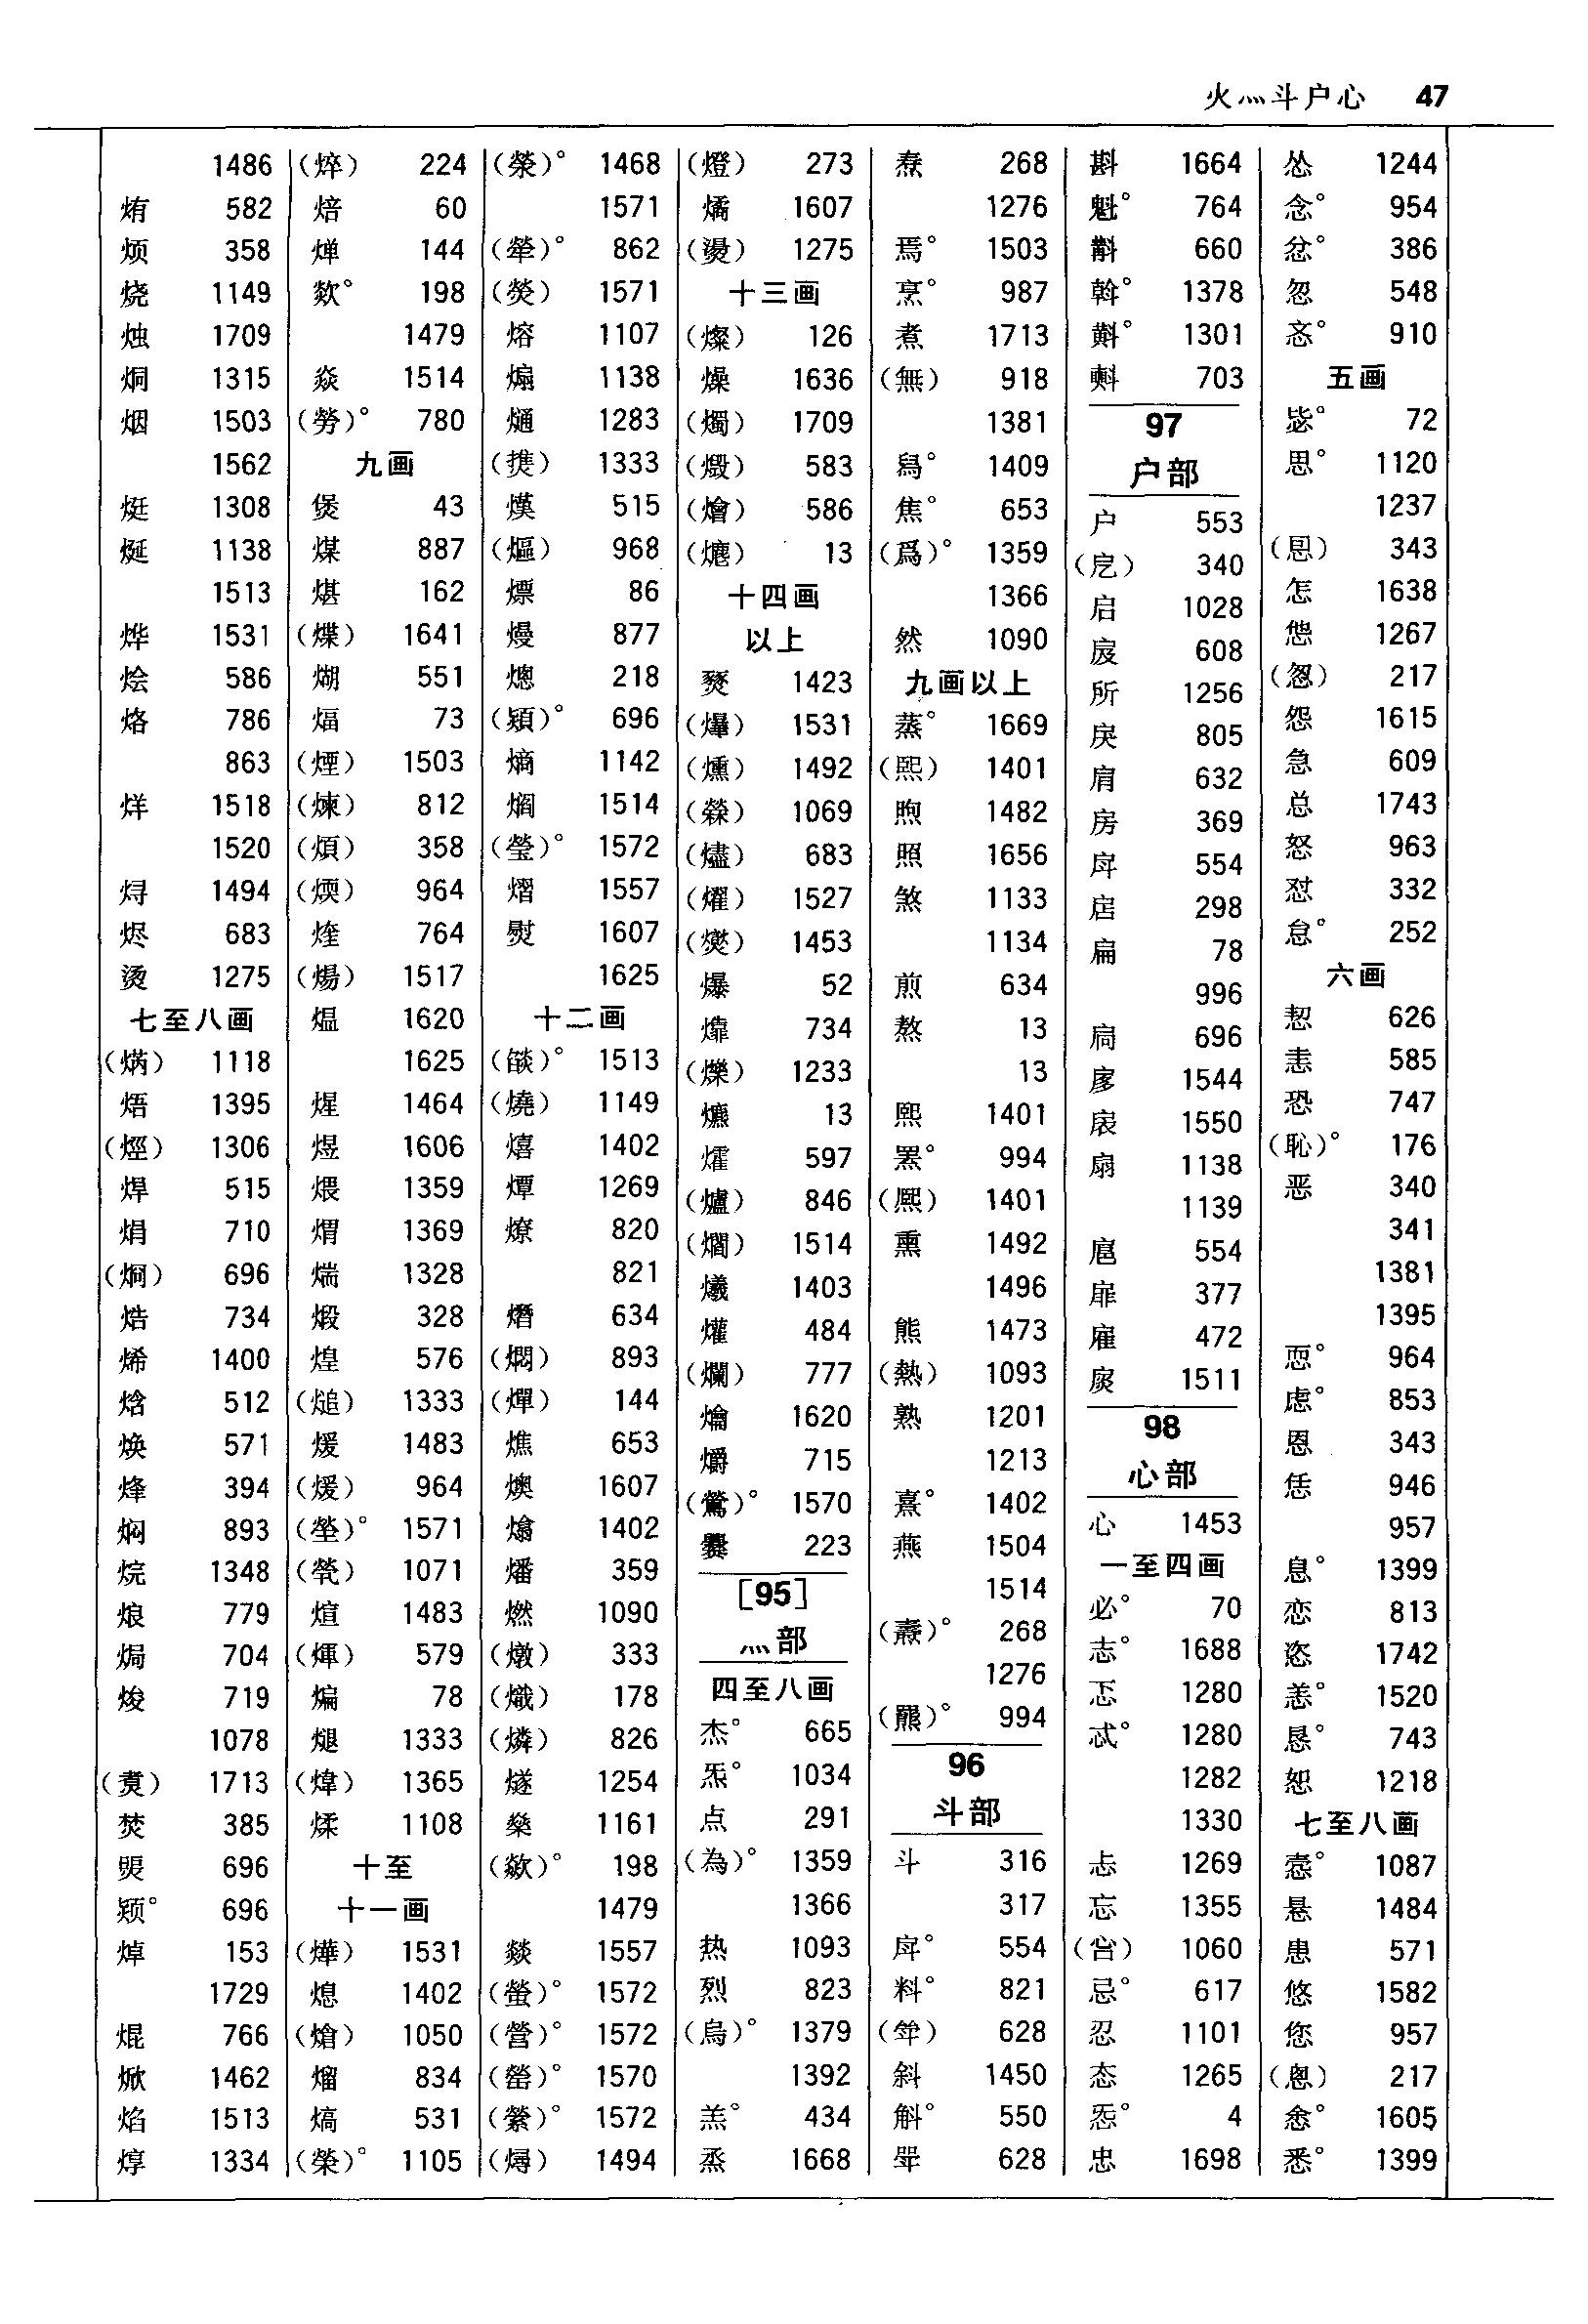 火灬斗户心 47
1486
烠 582
烦 358
烧 1149
烛 1709
烔 1315
烟 1503
1562
烻 1308
烻 1138
1513
烨 1531
烩 586
烙 786
863
烊 1518
1520
焊 1494
烬 683
烫 1275
七至八画
(焫) 1118
焐 1395
(烴) 1306
焊 515
焆 710
(烱) 696
焅 734
烯 1400
焓 512
焕 571
烽 394
焖 893
烷 1348
烺 779
焗 704
焌 719
1078
(煑) 1713
焚 385
煚 696
颎° 696
焯 153
1729
焜 766
焮 1462
焰 1513
焞 1334
(焠) 224
焙 60
燀 144
欻° 198
1479
焱 1514
(勞)° 780
九画
煲 43
煤 887
煁 162
(煠) 1641
煳 551
煏 73
(煙) 1503
(煉) 812
(煩) 358
(煗) 964
煃 764
(煬) 1517
煴 1620
1625
煋 1464
煜 1606
煨 1359
煟 1369
煓 1328
煅 328
煌 576
(熥) 1333
煖 1483
(煖) 964
(塋)° 1571
(煢) 1071
煊 1483
(煇) 579
煸 78
煺 1333
(煒) 1365
煣 1108
十至
十一画
(燁) 1531
熄 1402
(熗) 1050
熘 834
熇 531
(榮)° 1105
(滎)° 1468
1571
(犖)° 862
(熒) 1571
熔 1107
煽 1138
熥 1283
(㷟) 1333
熯 515
(熰) 968
熛 86
熳 877
熜 218
(熲)° 696
熵 1142
熠 1514
(瑩)° 1572
熠 1557
熨 1607
1625
十二画
(燄)° 1513
(燒) 1149
熺 1402
燂 1269
燎 820
821
熸 634
(燜) 893
(燀) 144
燋 653
燠 1607
熻 1402
燔 359
燃 1090
(燉) 333
(熾) 178
(燐) 826
燧 1254
燊 1161
(歘)° 198
1479
燚 1557
(螢)° 1572
(營)° 1572
(罃)° 1570
(縈)° 1572
(燖) 1494
(燈) 273
燏 1607
(燙) 1275
十三画
(燦) 126
燥 1636
(燭) 1709
(燬) 583
(燴) 586
(爊) 13
十四画
以上
燹 1423
(爗) 1531
(燻) 1492
(檾) 1069
(燼) 683
(燿) 1527
(爕) 1453
爆 52
㸆 734
(爍) 1233
爊 13
爠 597
(爐) 846
(爓) 1514
爔 1403
爟 484
(爛) 777
爚 1620
爝 715
(鶯)° 1570
爨 223
[95]
灬部
四至八画
杰° 665
炁° 1034
点 291
(為)° 1359
1366
热 1093
烈 823
(烏)° 1379
1392
羔° 434
烝 1668
焘 268
1276
焉° 1503
烹° 987
煮 1713
(無) 918
1381
舄° 1409
焦° 653
(爲)° 1359
1366
然 1090
九画以上
蒸° 1669
(煕) 1401
煦 1482
照 1656
煞 1133
1134
煎 634
熬 13
13
熙 1401
罴° 994
(熈) 1401
熏 1492
1496
熊 1473
(熱) 1093
熟 1201
1213
熹° 1402
燕 1504
1514
(燾)° 268
1276
(羆)° 994
96
斗部
斗 316
317
戽° 554
料° 821
(斚) 628
斜 1450
斛° 550
斝 628
斟 1664
魁° 764
斠 660
斡° 1378
斢° 1301
斣 703
97
户部
户 553
(戹) 340
启 1028
扆 608
所 1256
戾 805
肩 632
房 369
戽 554
扂 298
扁 78
996
扃 696
扅 1544
扆 1550
扇 1138
1139
扈 554
扉 377
雇 472
扊 1511
98
心部
心 1453
一至四画
必° 70
志° 1688
忑 1280
忒° 1280
1282
1330
忐 1269
忘 1355
(㤙) 1060
忌° 617
忍 1101
态 1265
㤅° 4
忠 1698
怂 1244
念° 954
忿° 386
忽 548
忞° 910
五画
毖° 72
思° 1120
1237
(㤙) 343
怎 1638
怹 1267
(怱) 217
怨 1615
急 609
总 1743
怒 963
怼 332
怠° 252
六画
恝 626
恚 585
恐 747
(恥)° 176
恶 340
341
1381
1395
恧° 964
虑° 853
恩 343
恁 946
957
息° 1399
恋 813
恣 1742
恙° 1520
恳° 743
恕 1218
七至八画
悫° 1087
悬 1484
患 571
悠 1582
您 957
(悤) 217
悆° 1605
悉° 1399